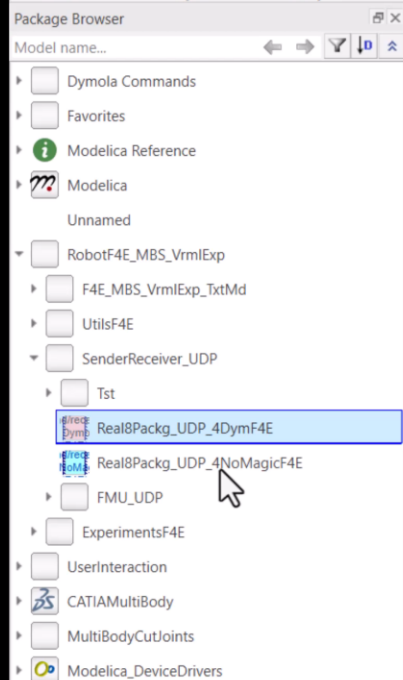 Package Browser
Model name...
Dymola Commands
Favorites
Modelica Reference
Modelica
Unnamed
RobotF4E_MBS_VrmlExp
F4E_MBS_VrmlExp_TxtMd
UtilsF4E
SenderReceiver_UDP
Tst
Real8Packg_UDP_4DymF4E
Real8Packg_UDP_4NoMagicF4E
FMU_UDP
ExperimentsF4E
UserInteraction
CATIAMultiBody
MultiBodyCutJoints
Modelica_DeviceDrivers